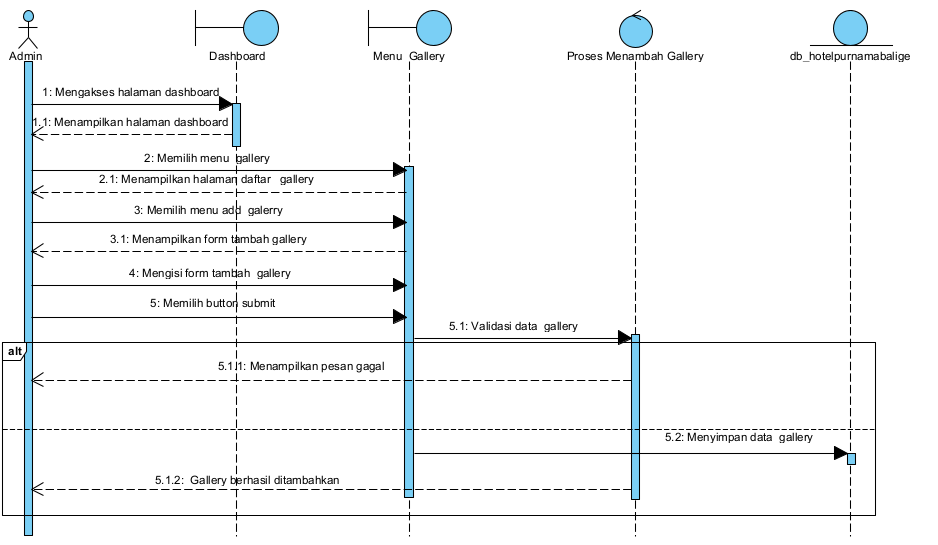 Admin
Dashboard
Menu Gallery
Proses Menambah Gallery
db_hotelpurnamabalige
1: Mengakses halaman dashboard
1.1: Menampilkan halaman dashboard
2: Memilih menu gallery
2.1: Menampilkan halaman daftar gallery
3: Memilih menu add galerry
3.1: Menampilkan form tambah gallery
4: Mengisi form tambah gallery
5: Memilih button submit
5.1: Validasi data gallery
alt
5.1.1: Menampilkan pesan gagal
5.2: Menyimpan data gallery
5.1.2: Gallery berhasil ditambahkan